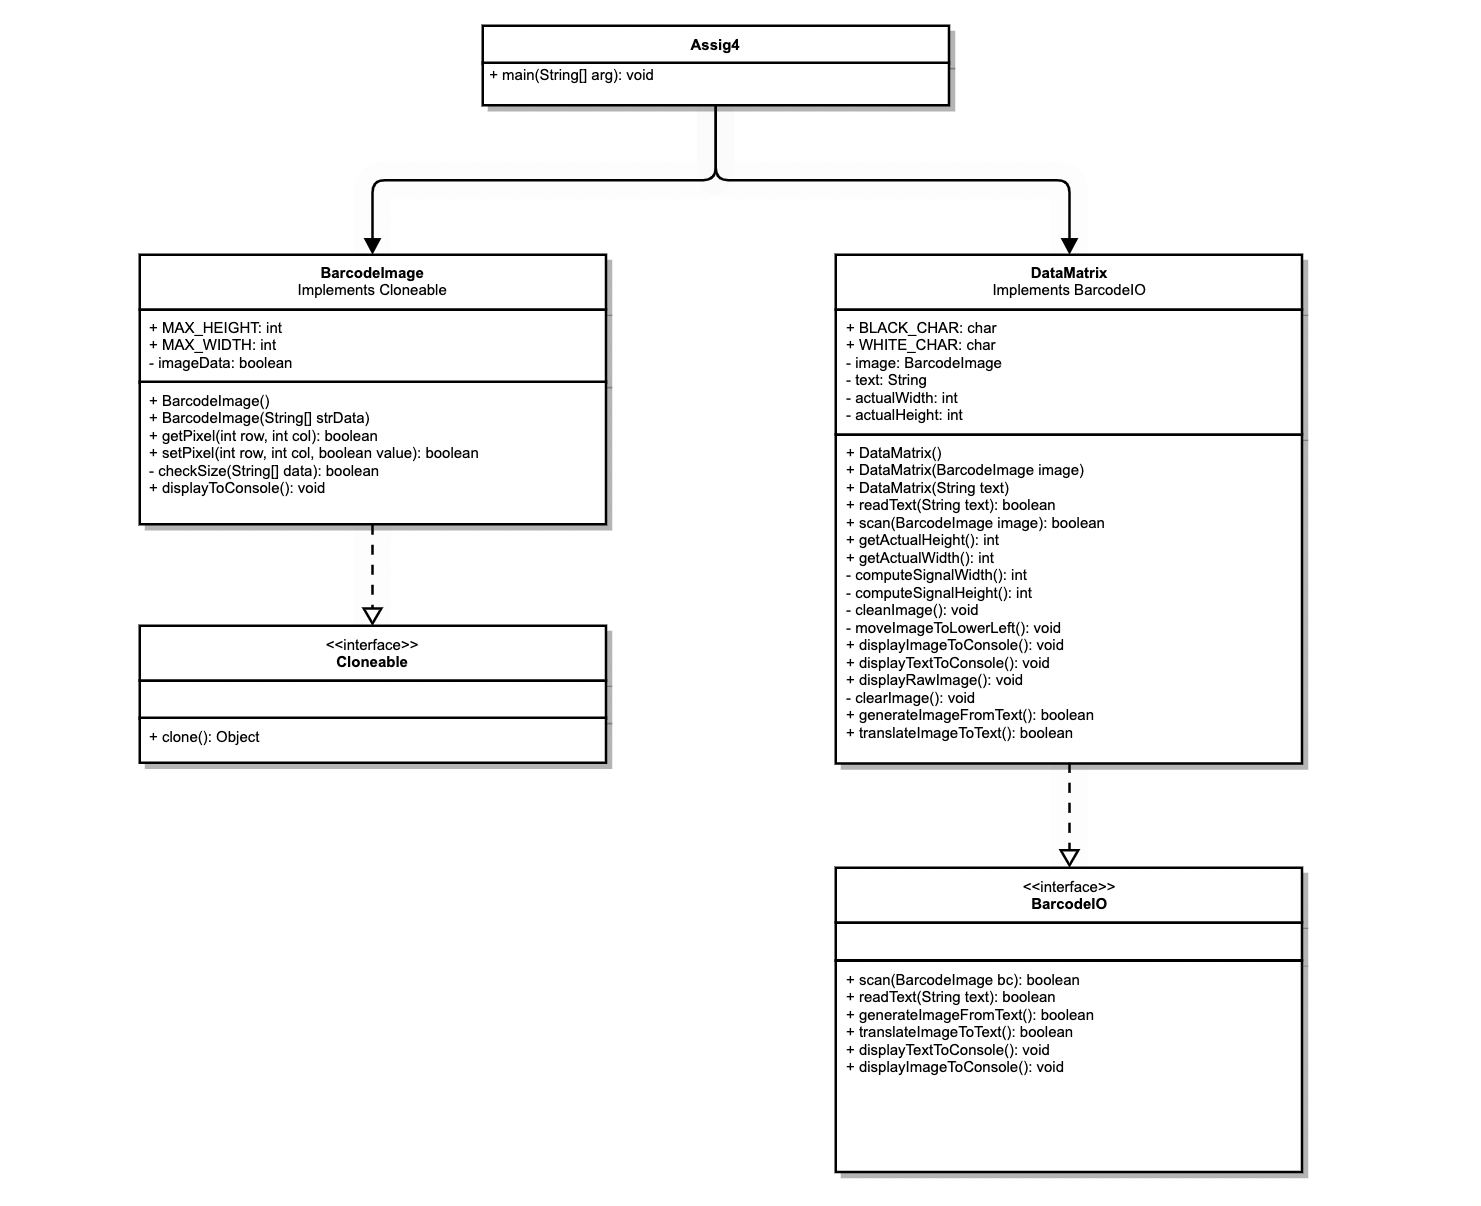 Assig4
+ main(String[] arg): void
BarcodeImage
Implements Cloneable
+ MAX_HEIGHT: int
+ MAX_WIDTH: int
- imageData: boolean
+ BarcodeImage()
+ BarcodeImage(String[] strData)
+ getPixel(int row, int col): boolean
+ setPixel(int row, int col, boolean value): boolean
- checkSize(String[] data): boolean
+ displayToConsole(): void
<<interface>>
Cloneable
+ clone(): Object
DataMatrix
Implements BarcodeIO
+ BLACK_CHAR: char
+ WHITE_CHAR: char
- image: BarcodeImage
- text: String
- actualWidth: int
- actualHeight: int
+ DataMatrix()
+ DataMatrix(BarcodeImage image)
+ DataMatrix(String text)
+ readText(String text): boolean
+ scan(BarcodeImage image): boolean
+ getActualHeight(): int
+ getActualWidth(): int
- computeSignalWidth(): int
- computeSignalHeight(): int
- cleanImage(): void
- moveImageToLowerLeft(): void
+ displayImageToConsole(): void
+ displayTextToConsole(): void
+ displayRawImage(): void
- clearImage(): void
+ generateImageFromText(): boolean
+ translateImageToText(): boolean
<<interface>>
BarcodeIO
+ scan(BarcodeImage bc): boolean
+ readText(String text): boolean
+ generateImageFromText(): boolean
+ translateImageToText(): boolean
+ displayTextToConsole(): void
+ displayImageToConsole(): void